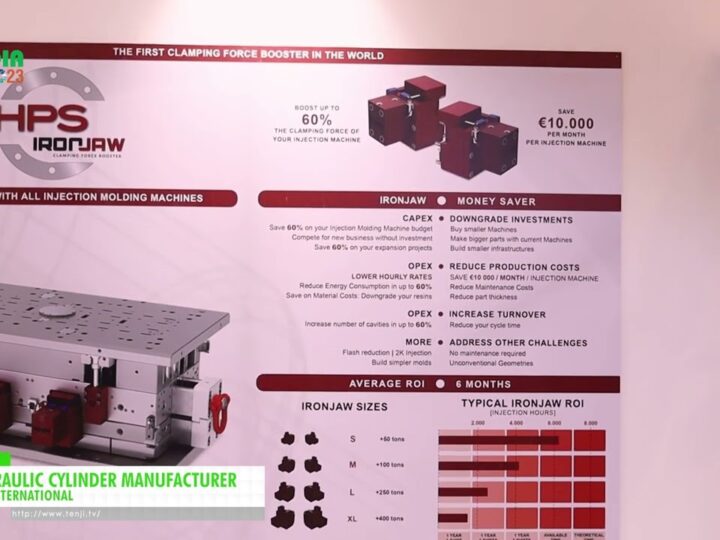 THE FIRST CLAMPING FORCE BOOSTER IN THE WORLD
23
HPS
IRONJAW
CLAMPING FORCE BOOSTER
BOOST UP TO
60%
THE CLAMPING FORCE OF
YOUR INJECTION MACHINE
SAVE
€10.000
PER MONTH
PER INJECTION MACHINE
WITH ALL INJECTION MOLDING MACHINES
IRONJAW MONEY SAVER
CAPEX • DOWNGRADE INVESTMENTS
Save 60% on your Injection Molding Machine budget Buy smaller Machines
Compete for new business without investment Make bigger parts with current Machines
Save 60% on your expansion projects Build smaller infrastructures
OPEX • REDUCE PRODUCTION COSTS
LOWER HOURLY RATES SAVE €10 000 / MONTH / INJECTION MACHINE
Reduce Energy Consumption in up to 60% Reduce Maintenance Costs
Save on Material Costs: Downgrade your resins Reduce part thickness
OPEX • INCREASE TURNOVER
Increase number of cavities in up to 60% Reduce your cycle time
MORE • ADDRESS OTHER CHALLENGES
Flash reduction | 2K Injection No maintenance required
Build simpler molds Unconventional Geometries
AVERAGE ROI 6 MONTHS
IRONJAW SIZES
S +50 tons
M +100 tons
L +250 tons
XL +400 tons
TYPICAL IRONJAW ROI
(INJECTION HOURS)
2.000 4.000 6.000 8.000
1 YEAR 1 YEAR 1 YEAR AVAILABLE THEORETICAL
RAULIC CYLINDER MANUFACTURER
TERNATIONAL
http://www.tenji.tv/